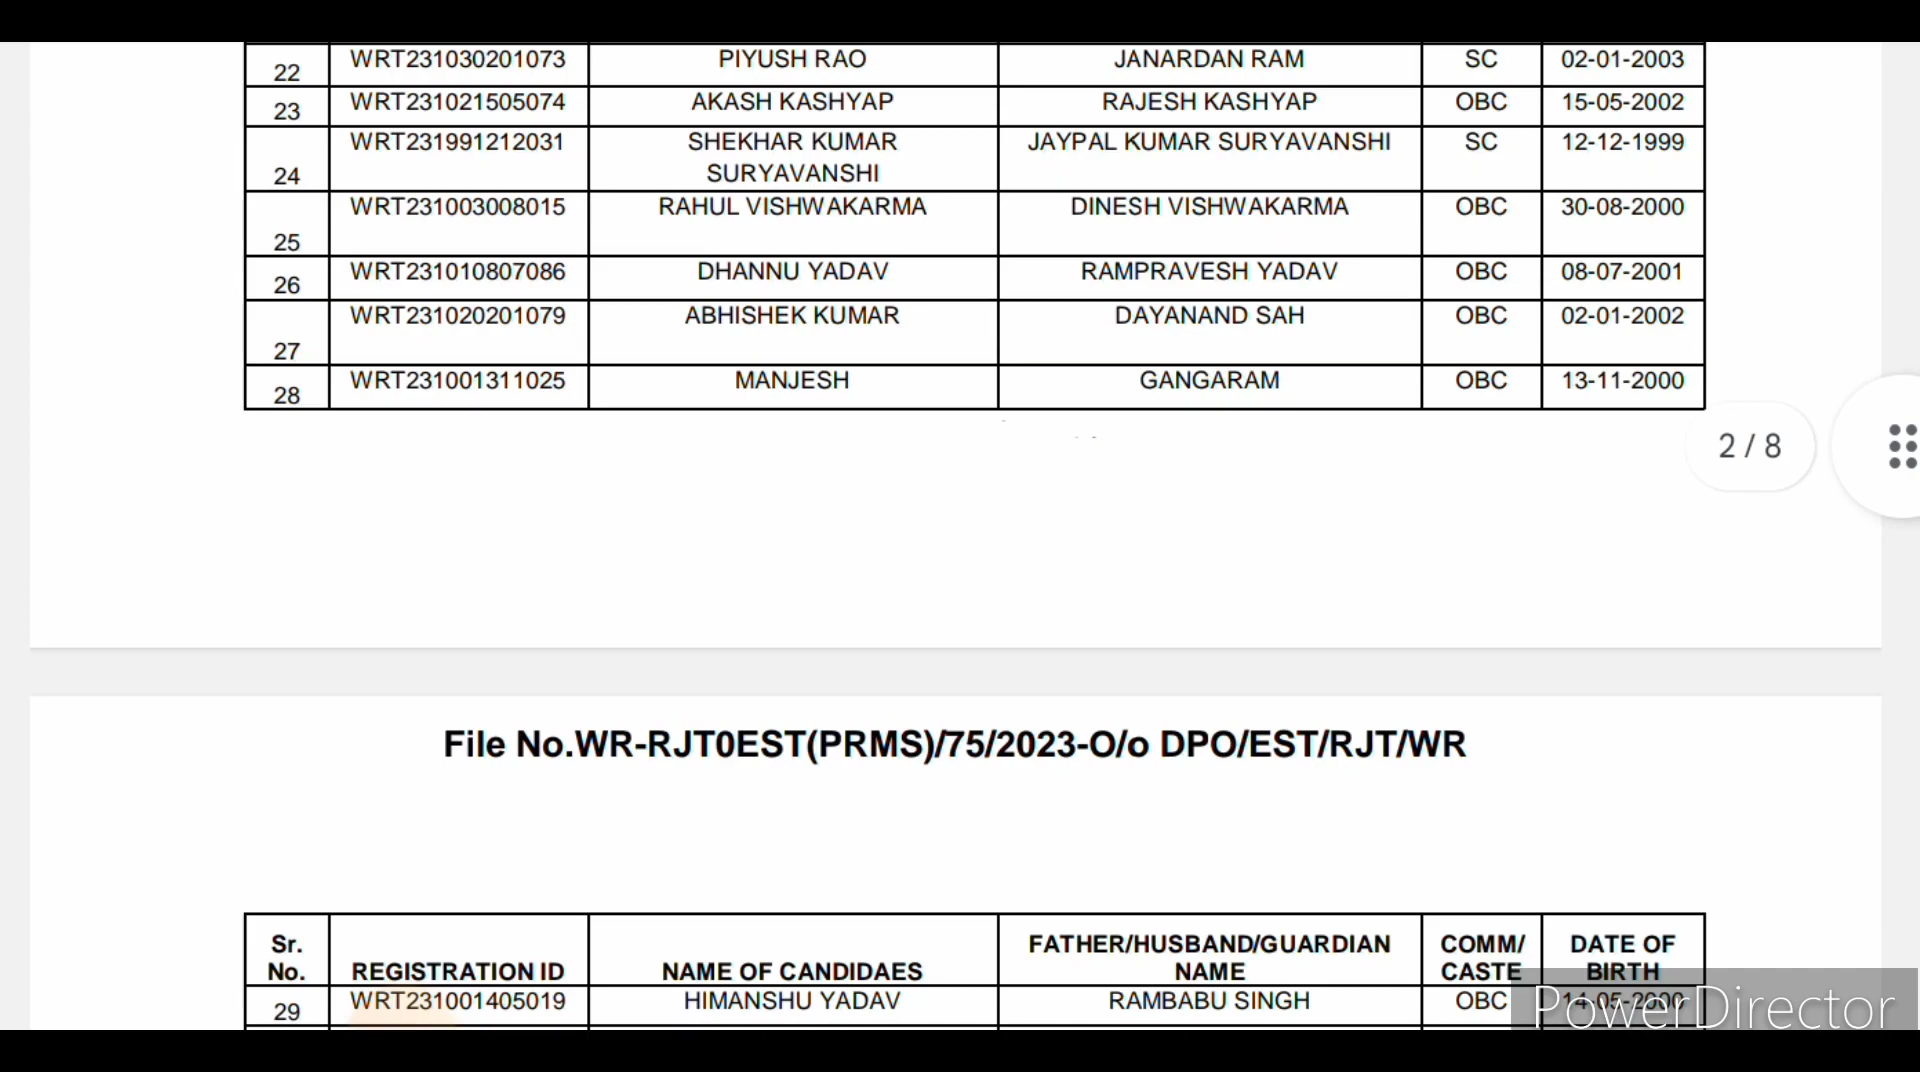 22 WRT231030201073 PIYUSH RAO JANARDAN RAM SC 02-01-2003
23 WRT231021505074 AKASH KASHYAP RAJESH KASHYAP OBC 15-05-2002
WRT231991212031 SHEKHAR KUMAR JAYPAL KUMAR SURYAVANSHI SC 12-12-1999
24 SURYAVANSHI
WRT231003008015 RAHUL VISHWAKARMA DINESH VISHWAKARMA OBC 30-08-2000
25
26 WRT231010807086 DHANNU YADAV RAMPRAVESH YADAV OBC 08-07-2001
WRT231020201079 ABHISHEK KUMAR DAYANAND SAH OBC 02-01-2002
27
28 WRT231001311025 MANJESH GANGARAM OBC 13-11-2000
2 / 8
File No.WR-RJT0EST(PRMS)/75/2023-O/o DPO/EST/RJT/WR
Sr. FATHER/HUSBAND/GUARDIAN COMM/ DATE OF
No. REGISTRATION ID NAME OF CANDIDAES NAME CASTE BIRTH
29 WRT231001405019 HIMANSHU YADAV RAMBABU SINGH OBC 14-05-2000
PowerDirector